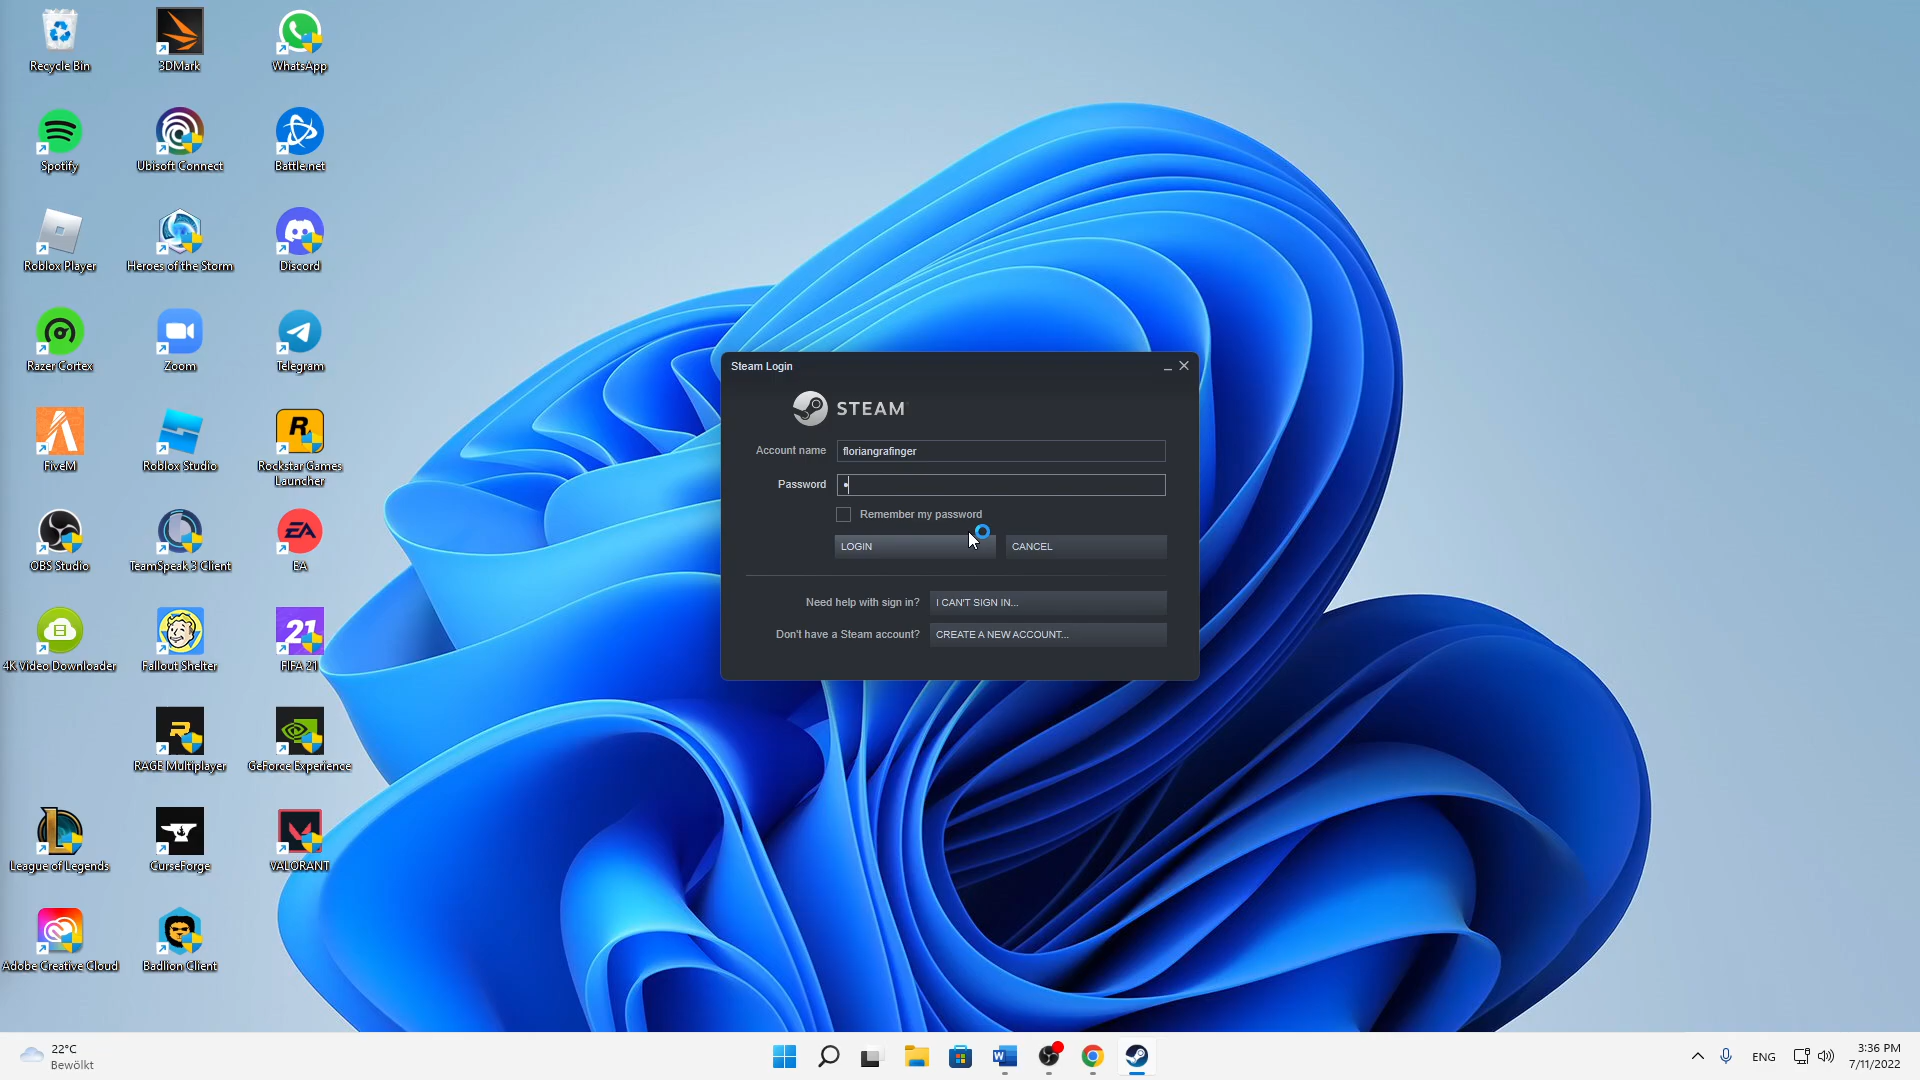 Recycle Bin
3DMark
WhatsApp
Spotify
Ubisoft Connect
Battle.net
Roblox Player
Heroes of the Storm
Discord
Razer Cortex
Zoom
Telegram
FiveM
Roblox Studio
R
Rockstar Games
Launcher
OBS Studio
TeamSpeak 3 Client
EA
EA
4K Video Downloader
Fallout Shelter
21
FIFA 21
RAGE Multiplayer
GeForce Experience
League of Legends
CurseForge
VALORANT
Adobe Creative Cloud
Badlion Client
Steam Login
STEAM
Account name
floriangrafinger
Password
Remember my password
LOGIN
CANCEL
Need help with sign in?
I CAN'T SIGN IN...
Don't have a Steam account?
CREATE A NEW ACCOUNT...
22°C
Bewölkt
W
ENG
3:36 PM
7/11/2022